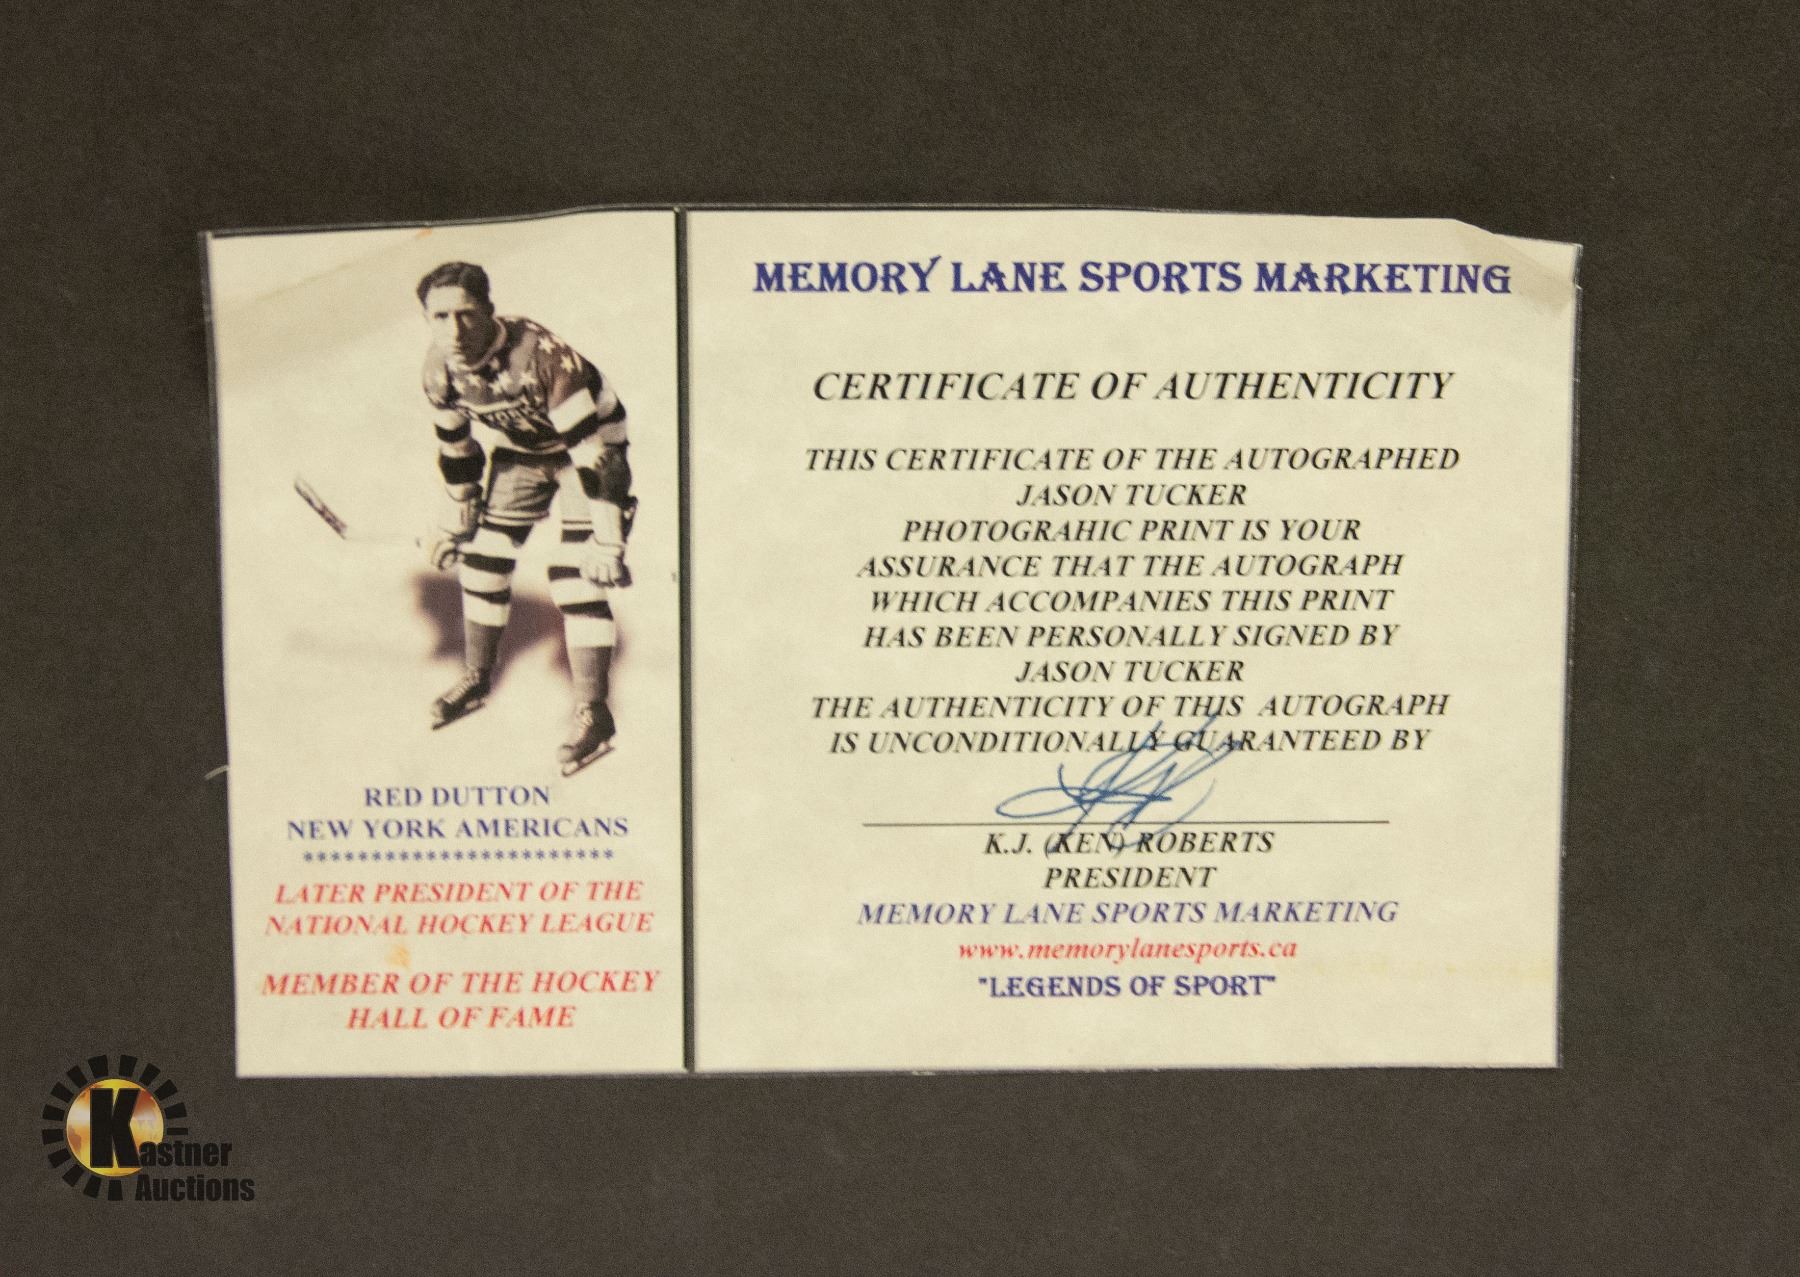 RED DUTTON
NEW YORK AMERICANS
***********************
LATER PRESIDENT OF THE
NATIONAL HOCKEY LEAGUE
MEMBER OF THE HOCKEY
HALL OF FAME
MEMORY LANE SPORTS MARKETING
CERTIFICATE OF AUTHENTICITY
THIS CERTIFICATE OF THE AUTOGRAPHED
JASON TUCKER
PHOTOGRAHIC PRINT IS YOUR
ASSURANCE THAT THE AUTOGRAPH
WHICH ACCOMPANIES THIS PRINT
HAS BEEN PERSONALLY SIGNED BY
JASON TUCKER
THE AUTHENTICITY OF THIS AUTOGRAPH
IS UNCONDITIONALLY GUARANTEED BY
K.J. (KEN) ROBERTS
PRESIDENT
MEMORY LANE SPORTS MARKETING
www.memorylanesports.ca
"LEGENDS OF SPORT"
Kastner
Auctions